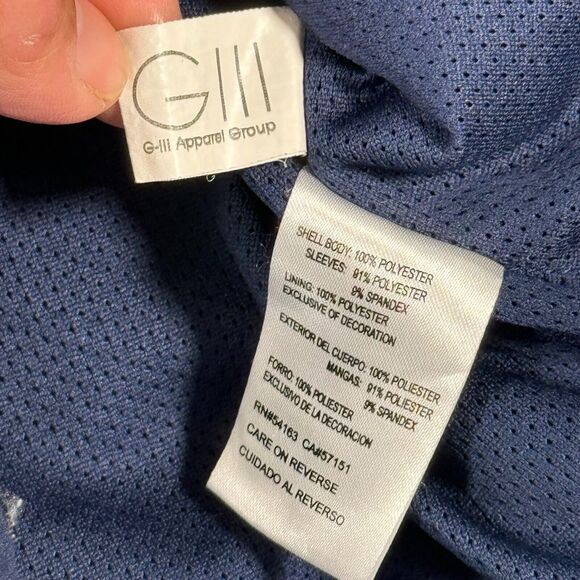 GIII
G-III Apparel Group
SHELL BODY: 100% POLYESTER
SLEEVES: 91% POLYESTER
9% SPANDEX
LINING: 100% POLYESTER
EXCLUSIVE OF DECORATION
EXTERIOR DEL CUERPO: 100% POLIESTER
MANGAS: 91% POLIESTER
9% SPANDEX
FORRO: 100% POLIESTER
EXCLUSIVO DE LA DECORACION
RN#54163 CA#57151
CARE ON REVERSE
CUIDADO AL REVERSO